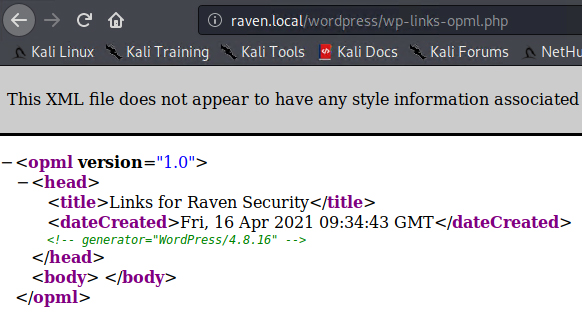 raven.local/wordpress/wp-links-opml.php
Kali Linux Kali Training Kali Tools Kali Docs Kali Forums NetHu
This XML file does not appear to have any style information associated
−<opml version="1.0">
−<head>
<title>Links for Raven Security</title>
<dateCreated>Fri, 16 Apr 2021 09:34:43 GMT</dateCreated>
<!-- generator="WordPress/4.8.16" -->
</head>
<body> </body>
</opml>